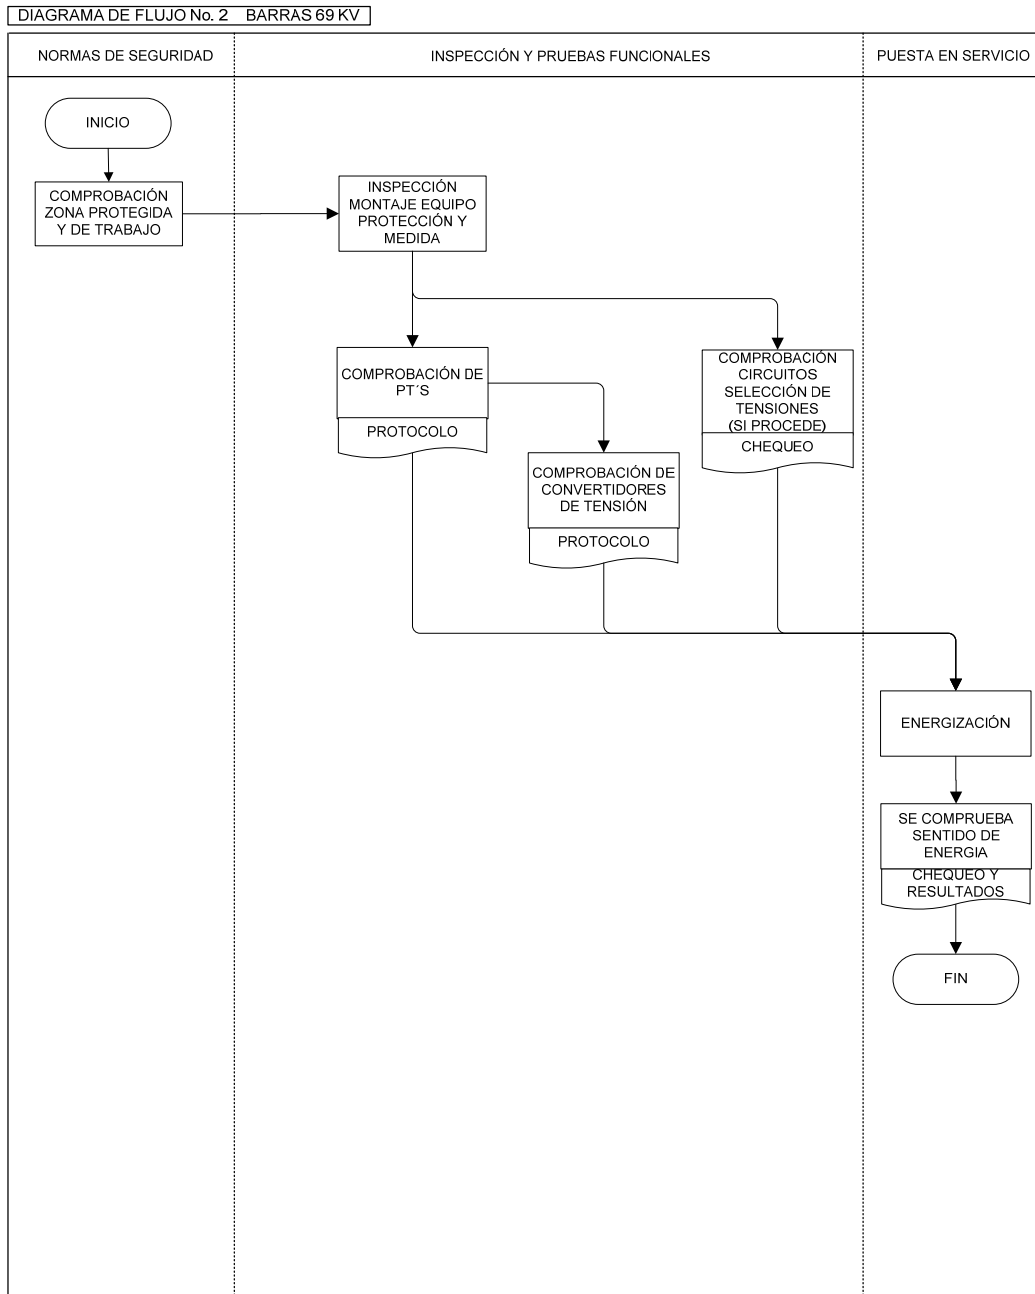 DIAGRAMA DE FLUJO No. 2 BARRAS 69 KV
NORMAS DE SEGURIDAD
INSPECCIÓN Y PRUEBAS FUNCIONALES
PUESTA EN SERVICIO
INICIO
COMPROBACIÓN
ZONA PROTEGIDA
Y DE TRABAJO
INSPECCIÓN
MONTAJE EQUIPO
PROTECCIÓN Y
MEDIDA
COMPROBACIÓN DE
PT´S
PROTOCOLO
COMPROBACIÓN
CIRCUITOS
SELECCIÓN DE
TENSIONES
(SI PROCEDE)
CHEQUEO
COMPROBACIÓN DE
CONVERTIDORES
DE TENSIÓN
PROTOCOLO
ENERGIZACIÓN
SE COMPRUEBA
SENTIDO DE
ENERGIA
CHEQUEO Y
RESULTADOS
FIN